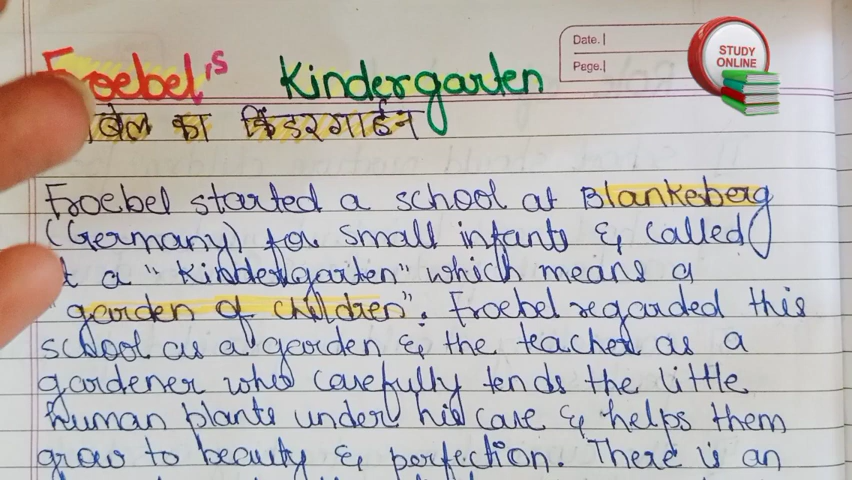 Froebel's Kindergarten
Date.
Page.
STUDY
ONLINE
बेल का किंडरगार्डन
Froebel started a school at Blankeberg
(Germany) for small infants & called
t a "Kindergarten" which means a
"garden of children". Froebel regarded this
school as a garden & the teacher as a
gardener who carefully tends the little
human plants under his care & helps them
grow to beauty & perfection. There is an